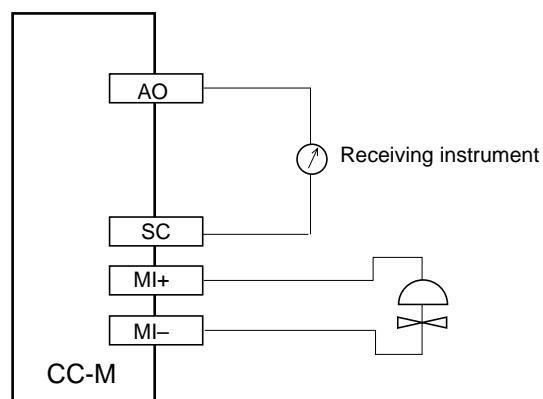 AO
Receiving instrument
SC
MI+
MI–
CC-M